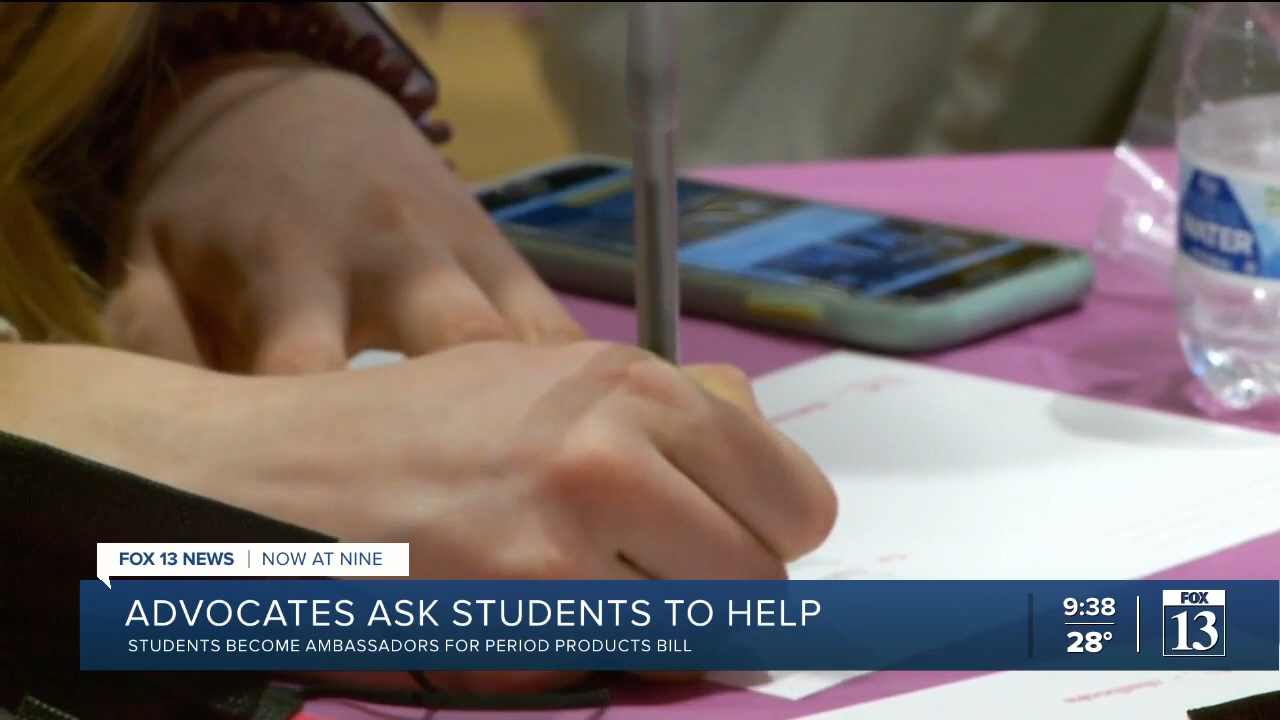 WATER
FOX 13 NEWS | NOW AT NINE
ADVOCATES ASK STUDENTS TO HELP
STUDENTS BECOME AMBASSADORS FOR PERIOD PRODUCTS BILL
9:38
28°
FOX
13